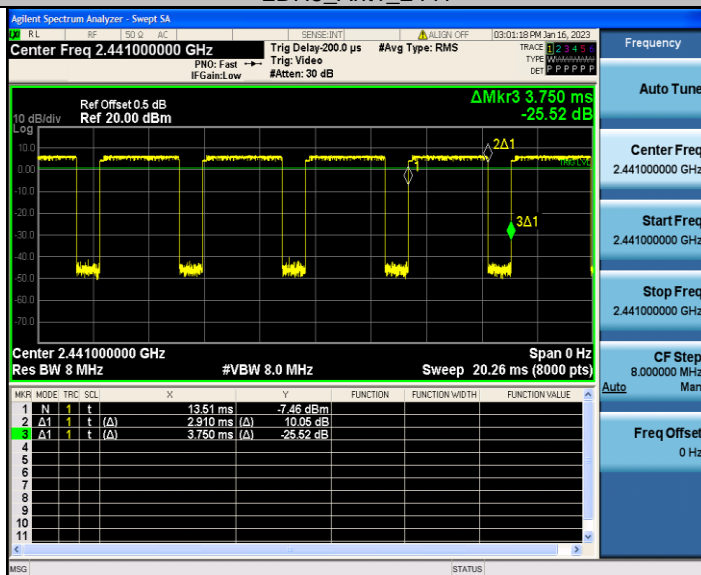 Agilent Spectrum Analyzer - Swept SA
RL RF 50 Ω AC SENSE:INT ALIGN OFF 03:01:18 PM Jan 16, 2023
Center Freq 2.441000000 GHz
PNO: Fast
IFGain:Low
Trig Delay-200.0 µs
Trig: Video
#Atten: 30 dB
#Avg Type: RMS
TRACE 1 2 3 4 5 6
TYPE
DET P P P P P P
ΔMkr3 3.750 ms
-25.52 dB
Ref Offset 0.5 dB
10 dB/div Ref 20.00 dBm
Log
10.0
0.00
-10.0
-20.0
-30.0
-40.0
-50.0
-60.0
-70.0
1
2Δ1
3Δ1
TRIG LVL
Center 2.441000000 GHz Span 0 Hz
Res BW 8 MHz #VBW 8.0 MHz Sweep 20.26 ms (8000 pts)
MKR MODE TRC SCL X Y FUNCTION FUNCTION WIDTH FUNCTION VALUE
1 N 1 t 13.51 ms -7.46 dBm
2 Δ1 1 t (Δ) 2.910 ms (Δ) 10.05 dB
3 Δ1 1 t (Δ) 3.750 ms (Δ) -25.52 dB
4
5
6
7
8
9
10
11
MSG STATUS
Frequency
Auto Tune
Center Freq
2.441000000 GHz
Start Freq
2.441000000 GHz
Stop Freq
2.441000000 GHz
CF Step
8.000000 MHz
Auto Man
Freq Offset
0 Hz